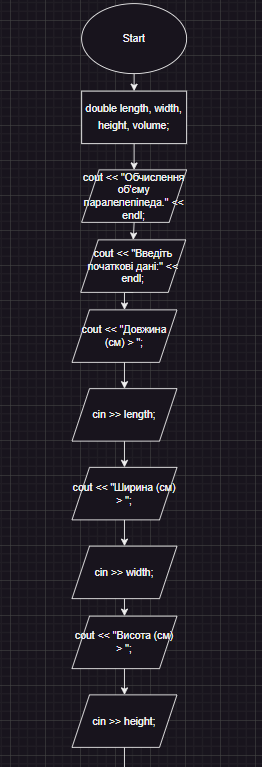 Start
double length, width,
height, volume;
cout << "Обчислення
об'єму
паралепепіпеда." <<
endl;
cout << "Введіть
початкові дані:" <<
endl;
cout << "Довжина
(см) > ";
cin >> length;
cout << "Ширина (см)
> ";
cin >> width;
cout << "Висота (см)
> ";
cin >> height;